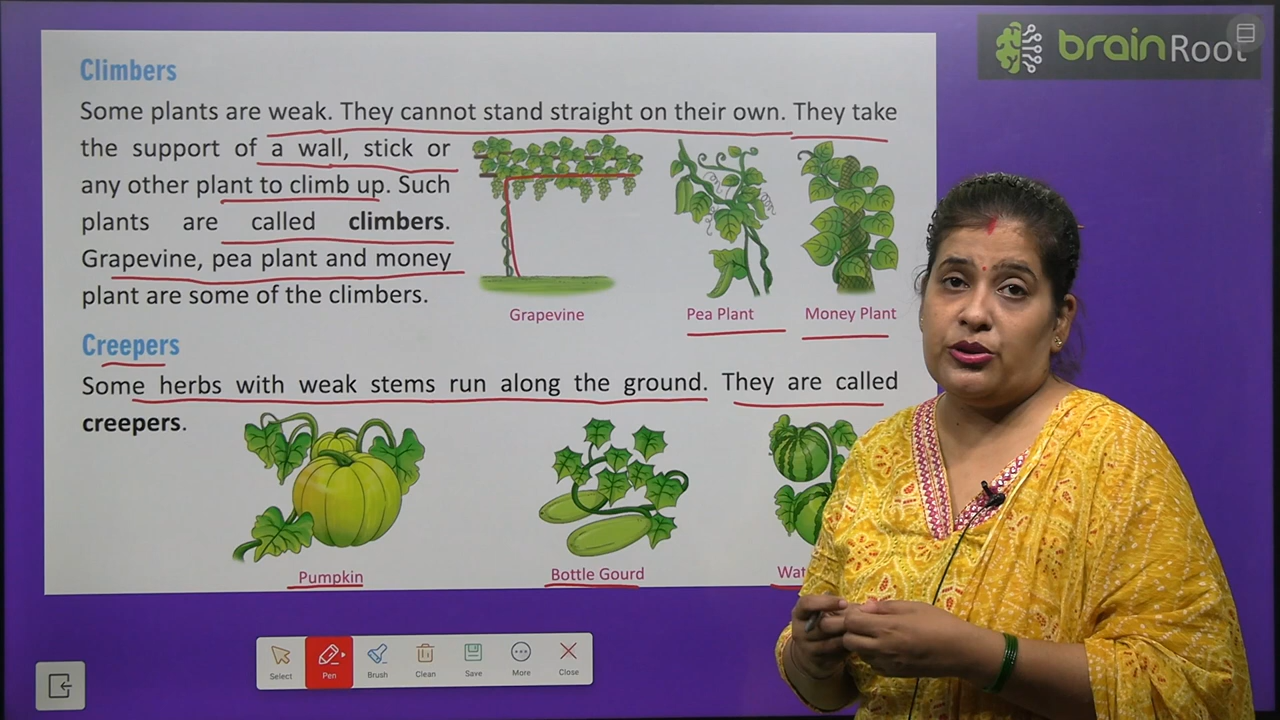 brainRoot
Climbers
Some plants are weak. They cannot stand straight on their own. They take
the support of a wall, stick or
any other plant to climb up. Such
plants are called climbers.
Grapevine, pea plant and money
plant are some of the climbers.
Grapevine
Pea Plant
Money Plant
Creepers
Some herbs with weak stems run along the ground. They are called
creepers.
Pumpkin
Bottle Gourd
Select
Pen
Brush
Clean
Save
More
Close